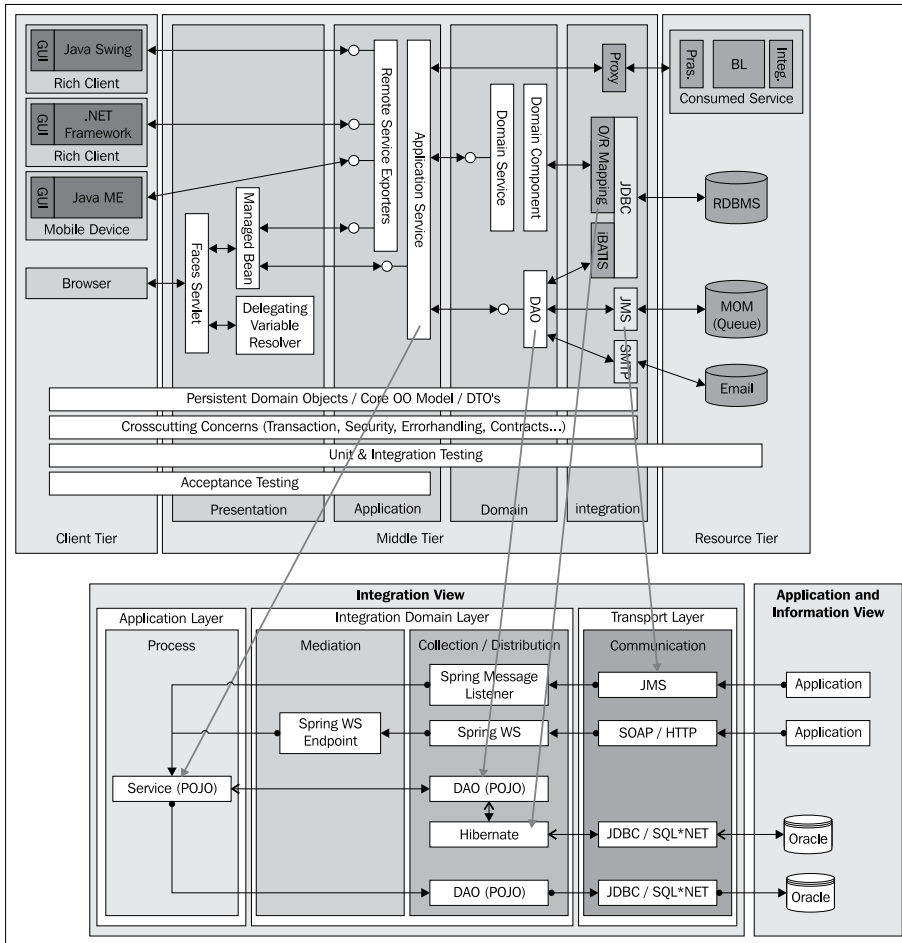 GUI
Java Swing
Rich Client
GUI
.NET
Framework
Rich Client
GUI
Java ME
Mobile Device
Browser
Faces Servlet
Managed Bean
Delegating
Variable
Resolver
Remote Service Exporters
Application Service
Domain Service
Domain Component
DAO
Proxy
O/R Mapping
iBATIS
JDBC
JMS
SMTP
Pras.
BL
Integ.
Consumed Service
RDBMS
MOM
(Queue)
Email
Persistent Domain Objects / Core OO Model / DTO's
Crosscutting Concerns (Transaction, Security, Errorhandling, Contracts...)
Unit & Integration Testing
Acceptance Testing
Presentation
Application
Domain
integration
Client Tier
Middle Tier
Resource Tier
Integration View
Application and
Information View
Application Layer
Integration Domain Layer
Transport Layer
Process
Mediation
Collection / Distribution
Communication
Spring Message
Listener
JMS
Application
Spring WS
Endpoint
Spring WS
SOAP / HTTP
Application
Service (POJO)
DAO (POJO)
Hibernate
JDBC / SQL*NET
Oracle
DAO (POJO)
JDBC / SQL*NET
Oracle